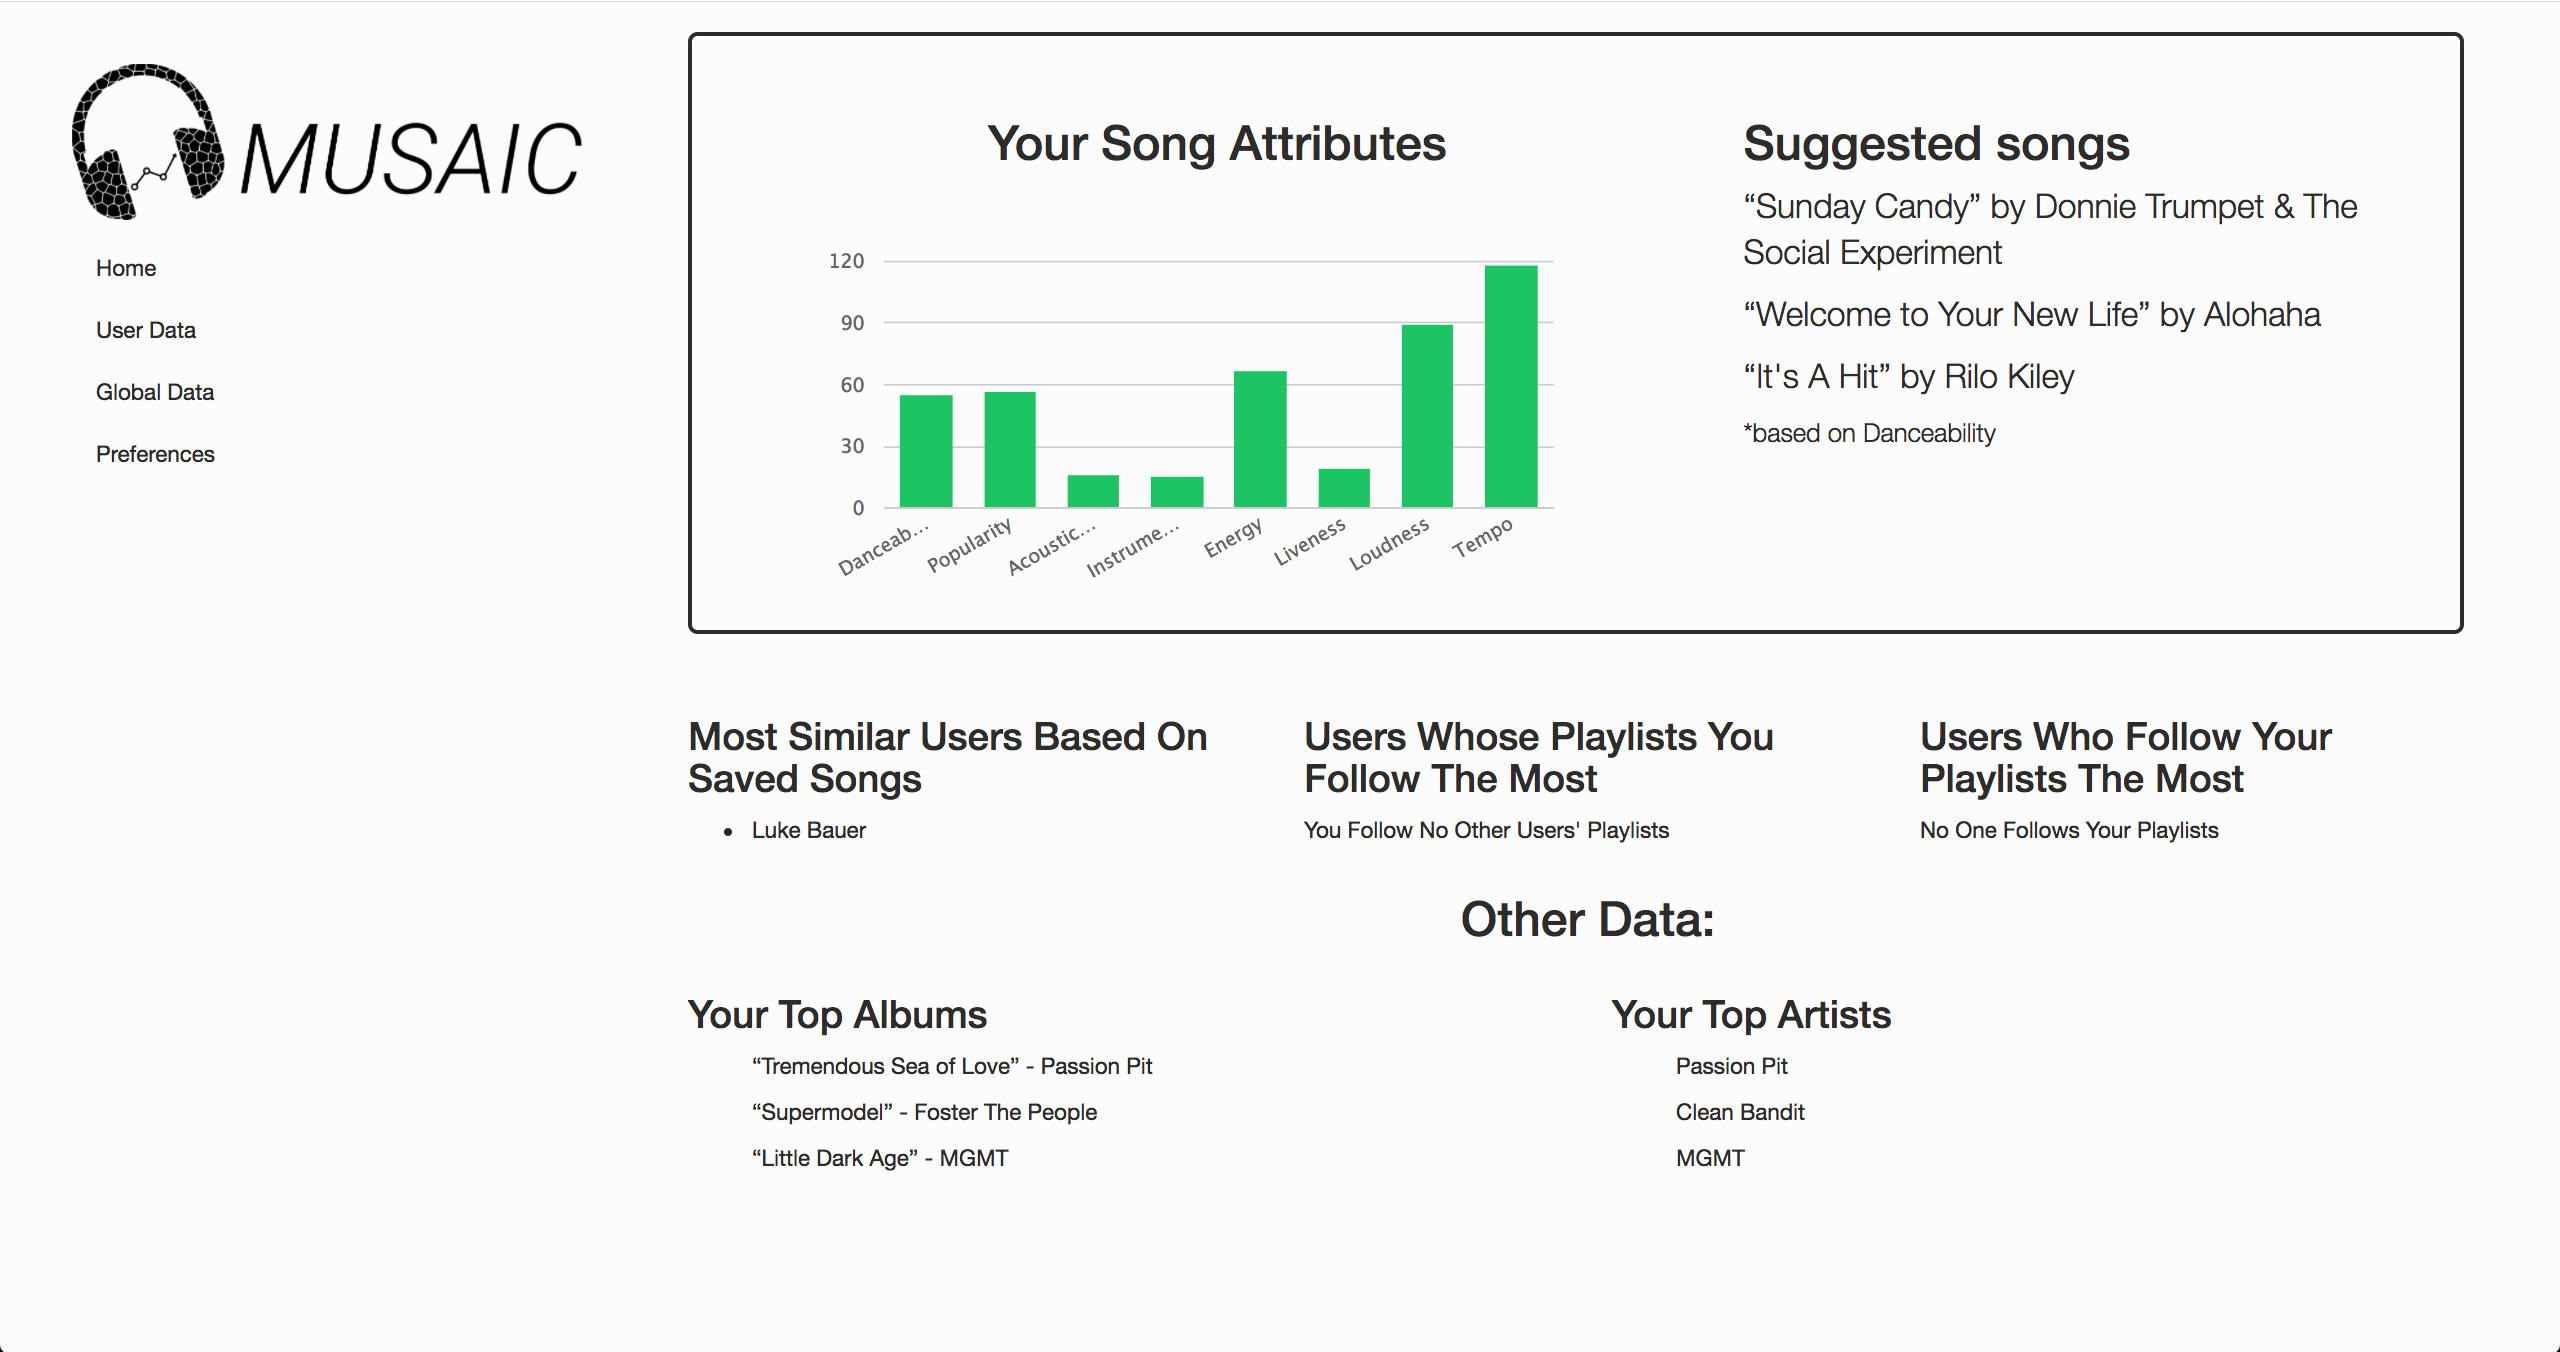 MUSAIC
Home
User Data
Global Data
Preferences
Your Song Attributes
120
90
60
30
0
Danceab...
Popularity
Acoustic...
Instrume...
Energy
Liveness
Loudness
Tempo
Suggested songs
“Sunday Candy” by Donnie Trumpet & The
Social Experiment
“Welcome to Your New Life” by Alohaha
“It's A Hit” by Rilo Kiley
*based on Danceability
Most Similar Users Based On
Saved Songs
• Luke Bauer
Users Whose Playlists You
Follow The Most
You Follow No Other Users' Playlists
Users Who Follow Your
Playlists The Most
No One Follows Your Playlists
Other Data:
Your Top Albums
“Tremendous Sea of Love” - Passion Pit
“Supermodel” - Foster The People
“Little Dark Age” - MGMT
Your Top Artists
Passion Pit
Clean Bandit
MGMT